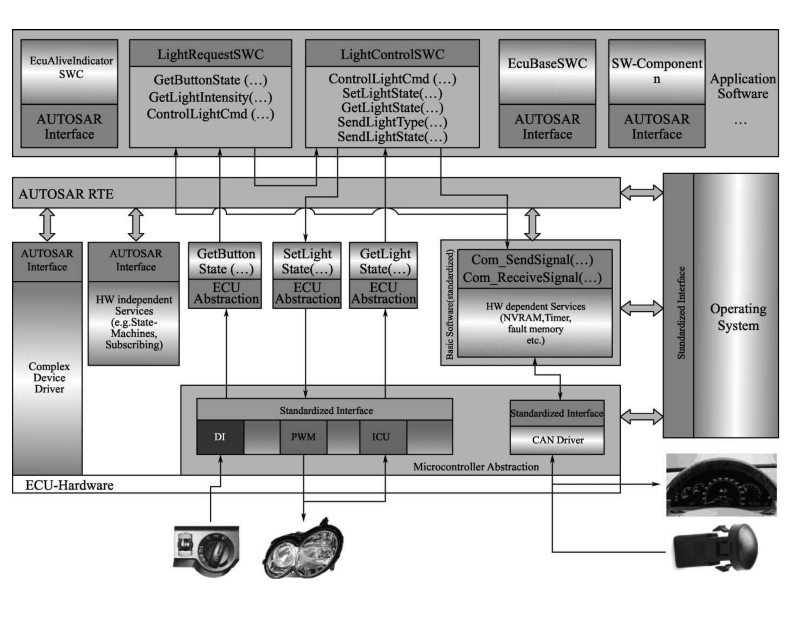 EcuAliveIndicator
SWC
AUTOSAR
Interface
LightRequestSWC
GetButtonState (…)
GetLightIntensity(…)
ControlLightCmd (…)
LightControlSWC
ControlLightCmd (…)
SetLightState(…)
GetLightState(…)
SendLightType(…)
SendLightState(…)
EcuBaseSWC
AUTOSAR
Interface
SW-Component
n
AUTOSAR
Interface
Application
Software
…
AUTOSAR RTE
AUTOSAR
Interface
Complex
Device
Driver
AUTOSAR
Interface
HW independent
Services
(e.g.State-
Machines,
Subscribing)
GetButton
State (…)
ECU
Abstraction
SetLight
State(…)
ECU
Abstraction
GetLight
State(…)
ECU
Abstraction
Basic Software(standardized)
Com_SendSignal(…)
Com_ReceiveSignal(…)
HW dependent Services
(NVRAM,Timer,
fault memory
etc.)
Standardized Interface
Operating
System
Standardized Interface
DI
PWM
ICU
Standardized Interface
CAN Driver
Microcontroller Abstraction
ECU-Hardware